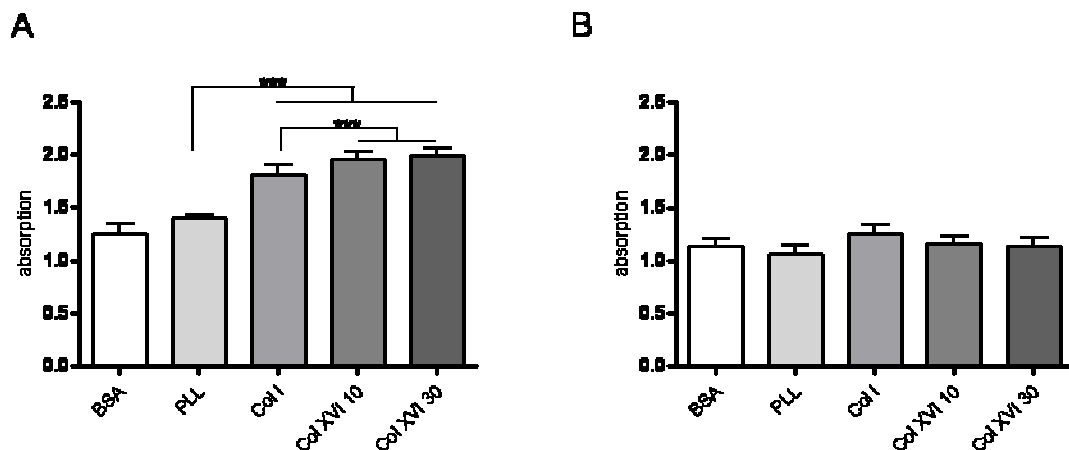 A
B
***
***
2.5
2.0
1.5
1.0
0.5
0.0
absorption
BSA
PLL
Col I
Col XVI 10
Col XVI 30
2.5
2.0
1.5
1.0
0.5
0.0
absorption
BSA
PLL
Col I
Col XVI 10
Col XVI 30